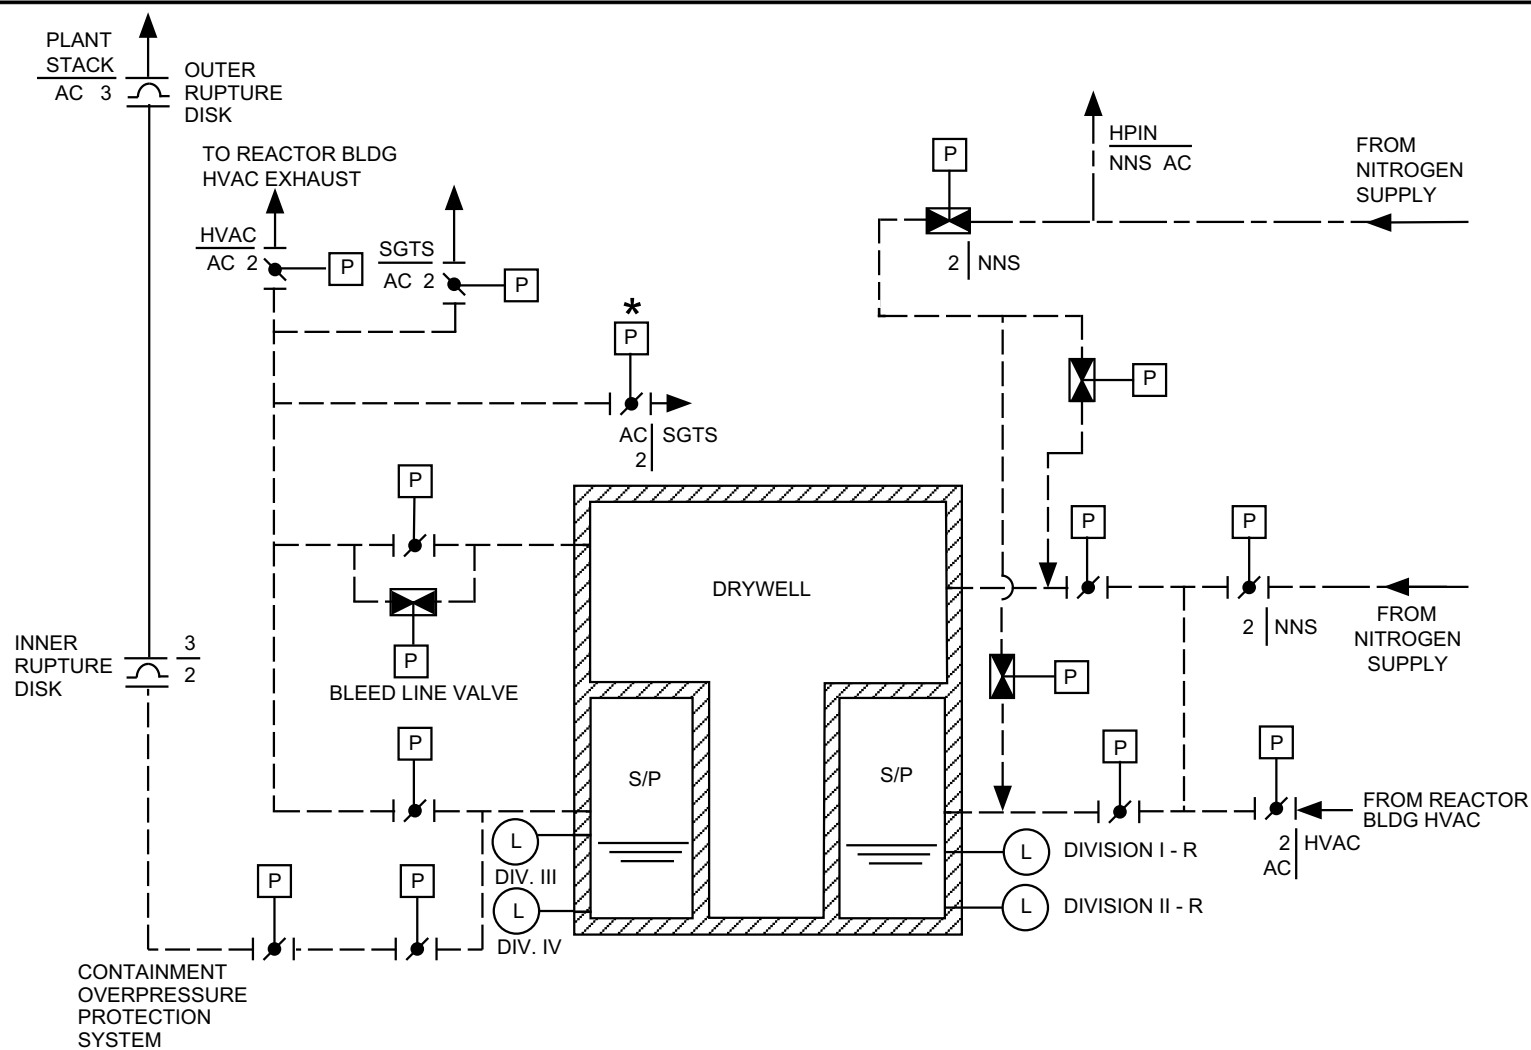 PLANT
STACK
AC 3
OUTER
RUPTURE
DISK
TO REACTOR BLDG
HVAC EXHAUST
HVAC
AC 2
P
SGTS
AC 2
P
*
P
AC SGTS
2
P
HPIN
NNS AC
FROM
NITROGEN
SUPPLY
2 NNS
P
P
P
P
DRYWELL
2 NNS
FROM
NITROGEN
SUPPLY
INNER
RUPTURE
DISK
3
2
P
BLEED LINE VALVE
P
P
S/P
S/P
P
P
FROM REACTOR
BLDG HVAC
2 HVAC
AC
L
DIV. III
L
DIV. IV
L
DIVISION I - R
L
DIVISION II - R
P
P
CONTAINMENT
OVERPRESSURE
PROTECTION
SYSTEM